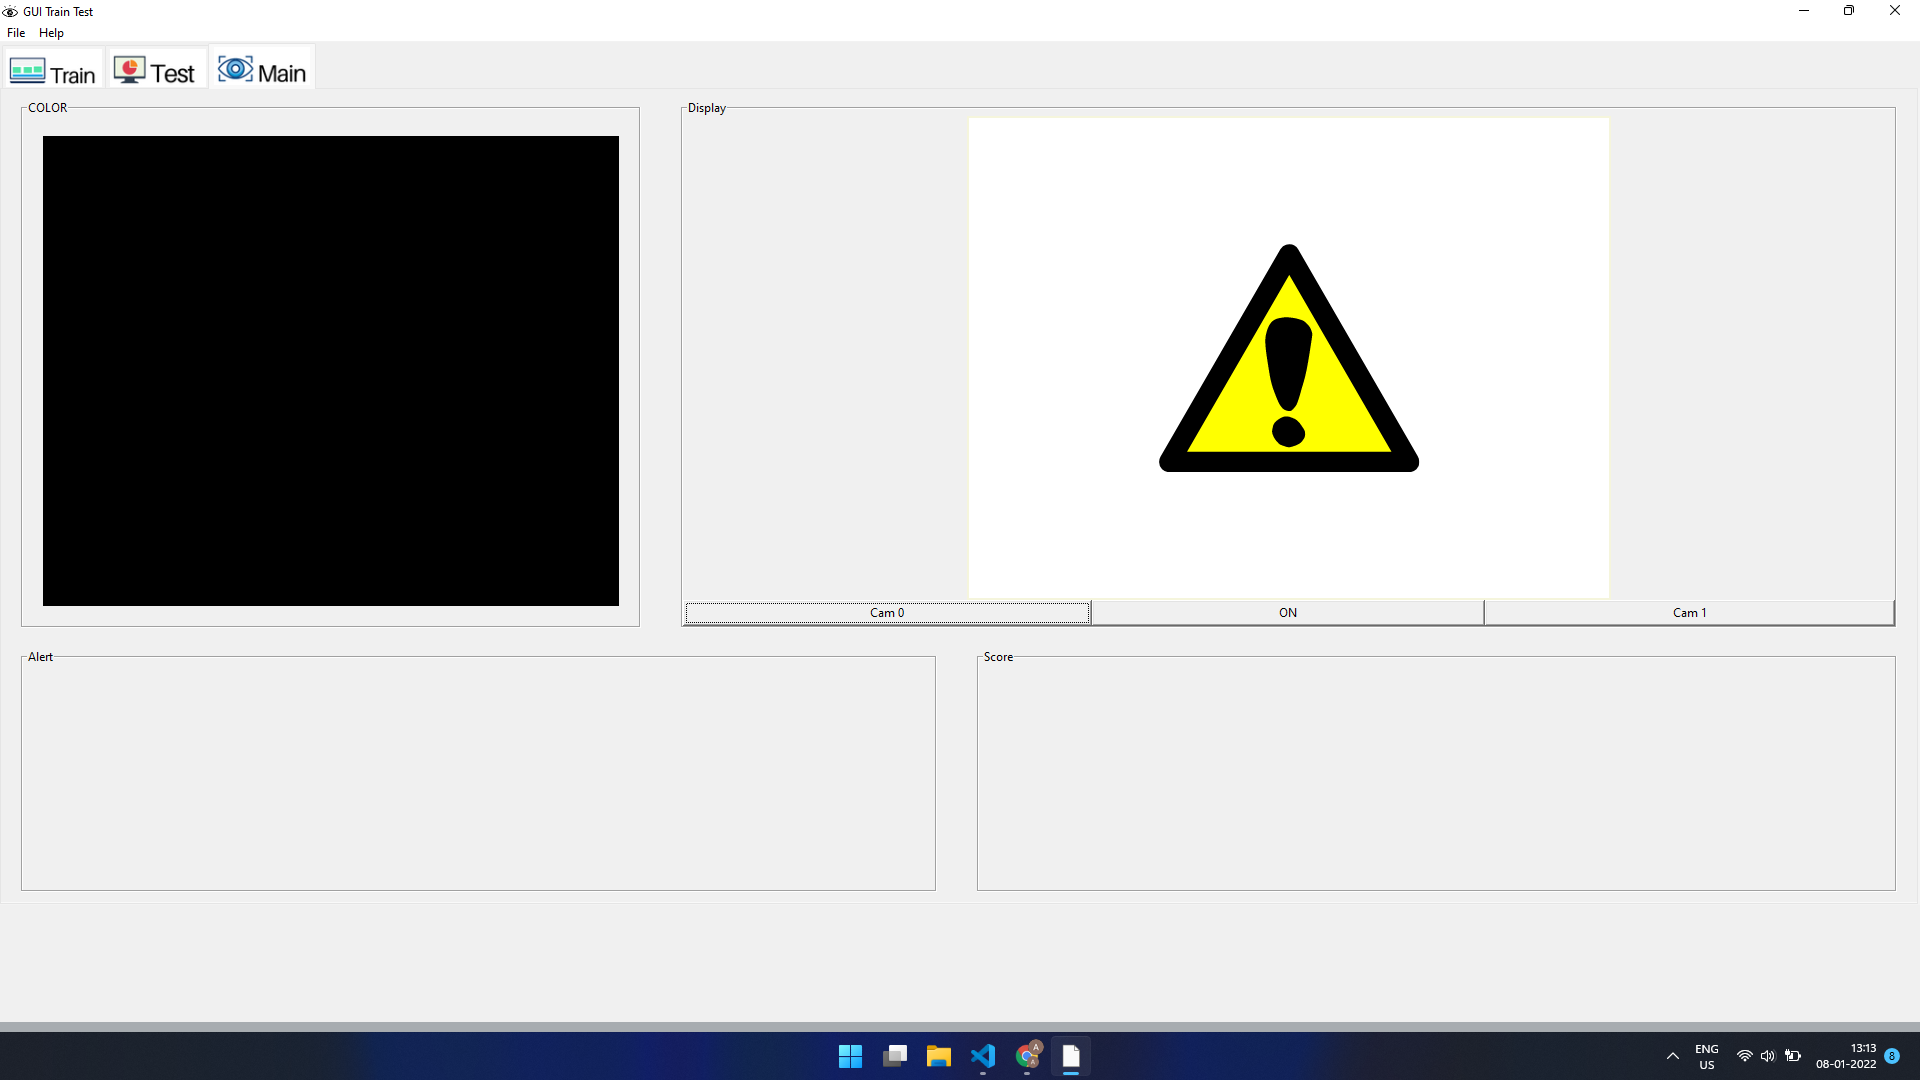 GUI Train Test
File Help
Train Test Main
COLOR
Display
Cam 0 ON Cam 1
Alert
Score
ENG
US
13:13
08-01-2022
8
A
A